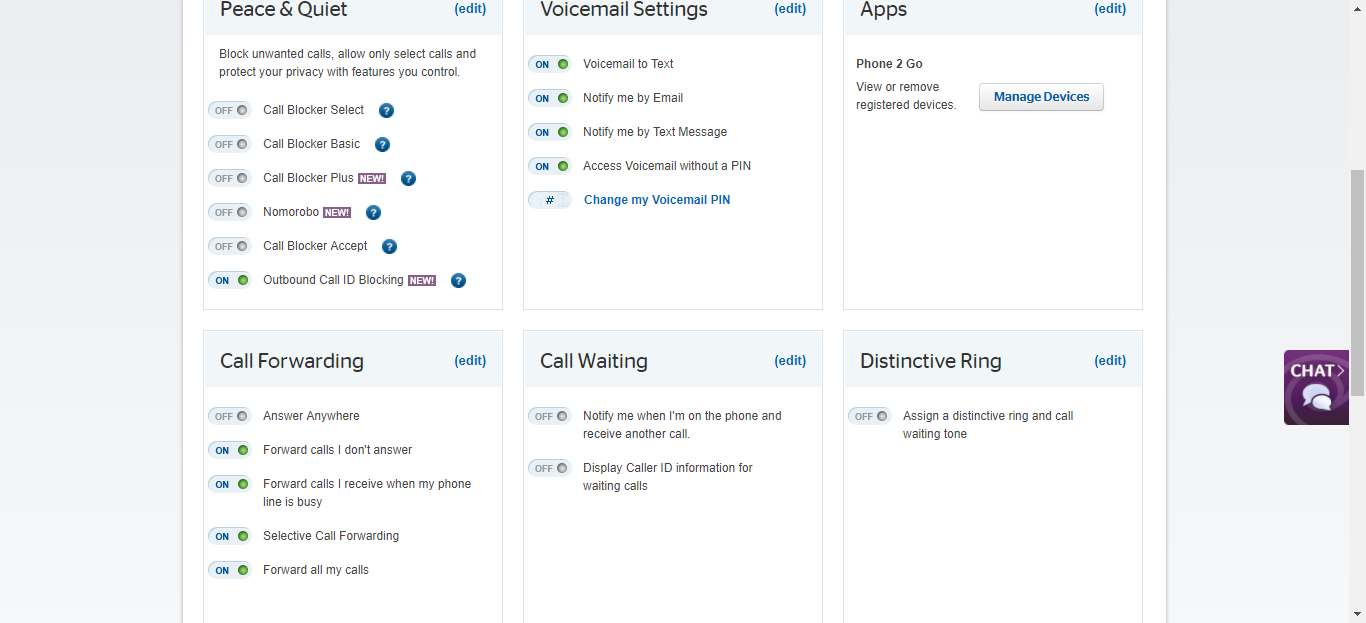 Peace & Quiet (edit)
Block unwanted calls, allow only select calls and
protect your privacy with features you control.
OFF Call Blocker Select ?
OFF Call Blocker Basic ?
OFF Call Blocker Plus NEW! ?
OFF Nomorobo NEW! ?
OFF Call Blocker Accept ?
ON Outbound Call ID Blocking NEW! ?
Voicemail Settings (edit)
ON Voicemail to Text
ON Notify me by Email
ON Notify me by Text Message
ON Access Voicemail without a PIN
# Change my Voicemail PIN
Apps (edit)
Phone 2 Go
View or remove
registered devices.
Manage Devices
Call Forwarding (edit)
OFF Answer Anywhere
ON Forward calls I don't answer
ON Forward calls I receive when my phone
line is busy
ON Selective Call Forwarding
ON Forward all my calls
Call Waiting (edit)
OFF Notify me when I'm on the phone and
receive another call.
OFF Display Caller ID information for
waiting calls
Distinctive Ring (edit)
OFF Assign a distinctive ring and call
waiting tone
CHAT>